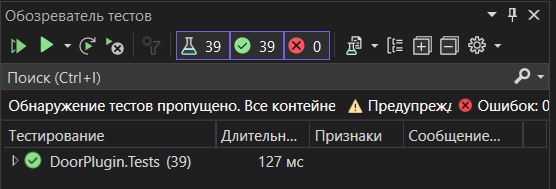 Обозреватель тестов
39 39 0
Поиск (Ctrl+I)
Обнаружение тестов пропущено. Все контейне Предупрежд Ошибок: 0
Тестирование Длительн... Признаки Сообщение...
DoorPlugin.Tests (39) 127 мс